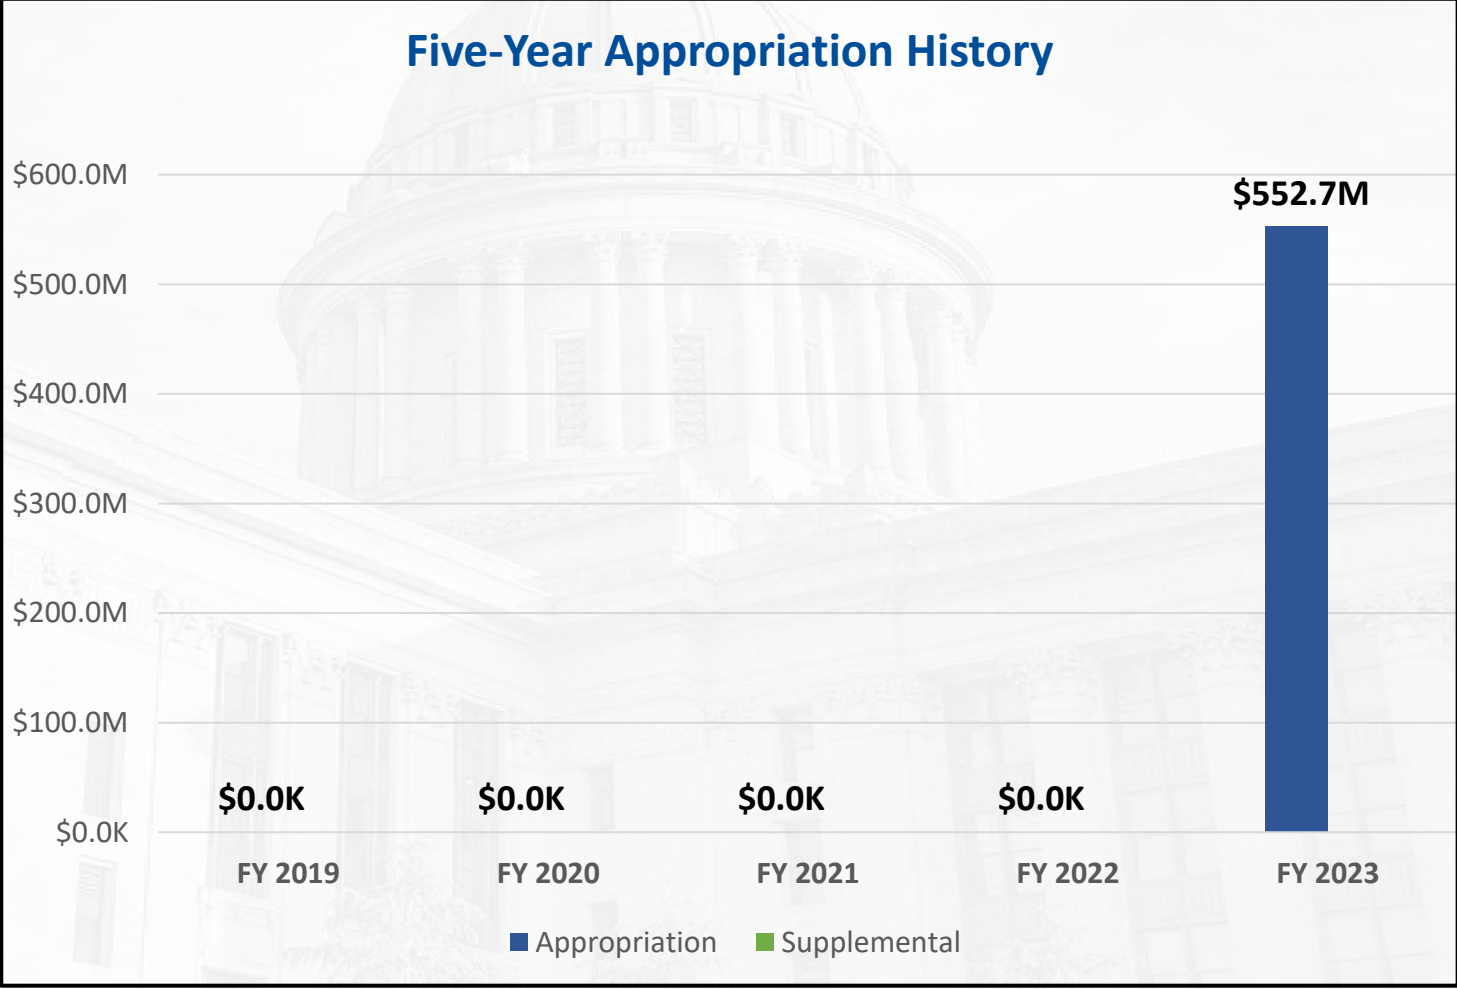 Five-Year Appropriation History
$600.0M
$552.7M
$500.0M
$400.0M
$300.0M
$200.0M
$100.0M
$0.0K $0.0K $0.0K $0.0K
$0.0K
FY 2019 FY 2020 FY 2021 FY 2022 FY 2023
Appropriation Supplemental